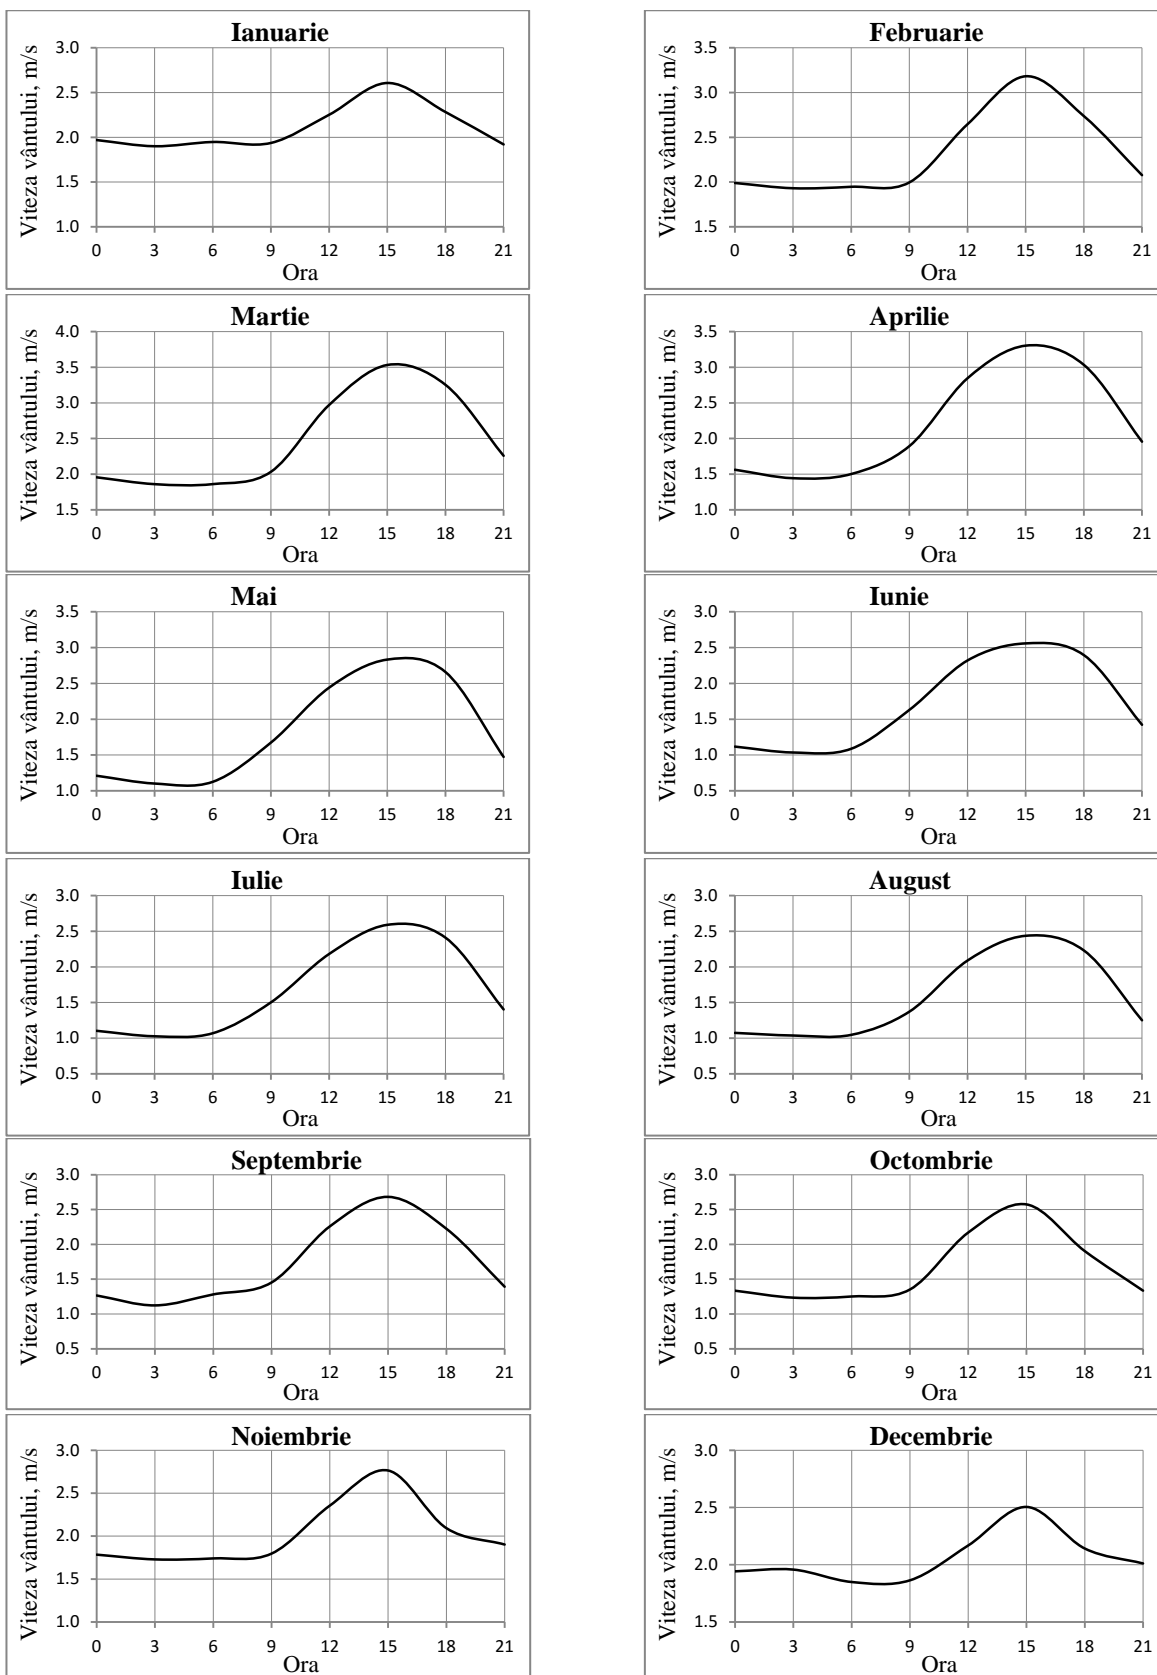 Ianuarie
Viteza vântului, m/s
3.0
2.5
2.0
1.5
1.0
0 3 6 9 12 15 18 21
Ora
Februarie
Viteza vântului, m/s
3.5
3.0
2.5
2.0
1.5
0 3 6 9 12 15 18 21
Ora
Martie
Viteza vântului, m/s
4.0
3.5
3.0
2.5
2.0
1.5
0 3 6 9 12 15 18 21
Ora
Aprilie
Viteza vântului, m/s
3.5
3.0
2.5
2.0
1.5
1.0
0 3 6 9 12 15 18 21
Ora
Mai
Viteza vântului, m/s
3.5
3.0
2.5
2.0
1.5
1.0
0 3 6 9 12 15 18 21
Ora
Iunie
Viteza vântului, m/s
3.0
2.5
2.0
1.5
1.0
0.5
0 3 6 9 12 15 18 21
Ora
Iulie
Viteza vântului, m/s
3.0
2.5
2.0
1.5
1.0
0.5
0 3 6 9 12 15 18 21
Ora
August
Viteza vântului, m/s
3.0
2.5
2.0
1.5
1.0
0.5
0 3 6 9 12 15 18 21
Ora
Septembrie
Viteza vântului, m/s
3.0
2.5
2.0
1.5
1.0
0.5
0 3 6 9 12 15 18 21
Ora
Octombrie
Viteza vântului, m/s
3.0
2.5
2.0
1.5
1.0
0.5
0 3 6 9 12 15 18 21
Ora
Noiembrie
Viteza vântului, m/s
3.0
2.5
2.0
1.5
1.0
0 3 6 9 12 15 18 21
Ora
Decembrie
Viteza vântului, m/s
3.0
2.5
2.0
1.5
0 3 6 9 12 15 18 21
Ora